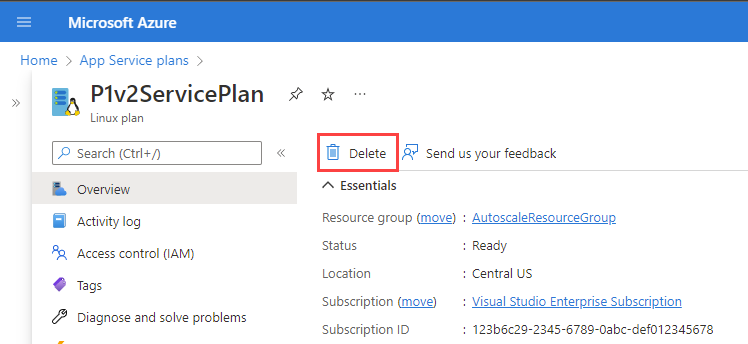 Microsoft Azure
Home > App Service plans >
»
P1v2ServicePlan
Linux plan
Search (Ctrl+/)
«
Delete
Send us your feedback
Overview
Activity log
Access control (IAM)
Tags
Diagnose and solve problems
Essentials
Resource group (move) : AutoscaleResourceGroup
Status : Ready
Location : Central US
Subscription (move) : Visual Studio Enterprise Subscription
Subscription ID : 123b6c29-2345-6789-0abc-def012345678